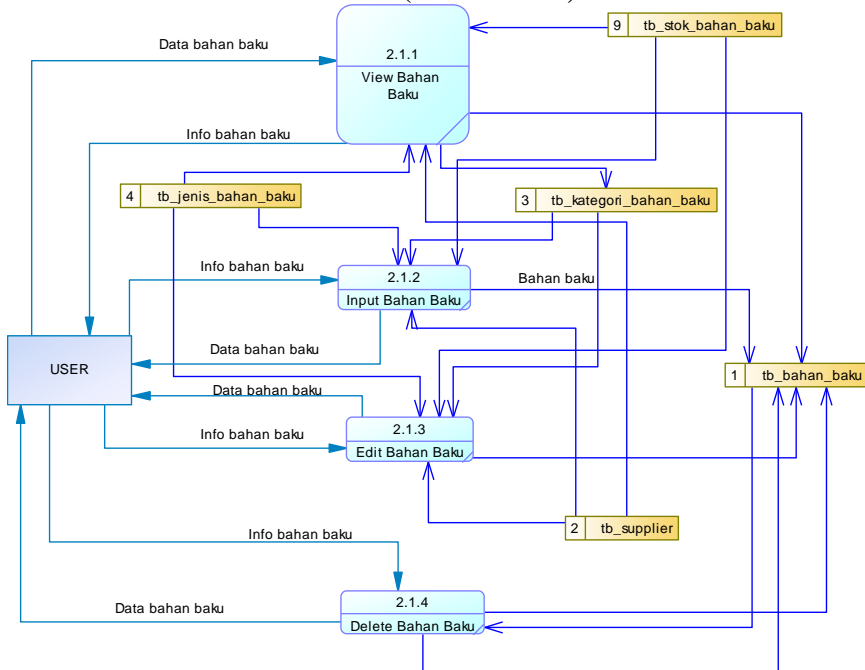 9 tb_stok_bahan_baku
Data bahan baku
2.1.1
View Bahan
Baku
Info bahan baku
4 tb_jenis_bahan_baku
3 tb_kategori_bahan_baku
Info bahan baku
2.1.2
Input Bahan Baku
Bahan baku
Data bahan baku
USER
1 tb_bahan_baku
Data bahan baku
2.1.3
Edit Bahan Baku
Info bahan baku
2 tb_supplier
Info bahan baku
2.1.4
Delete Bahan Baku
Data bahan baku